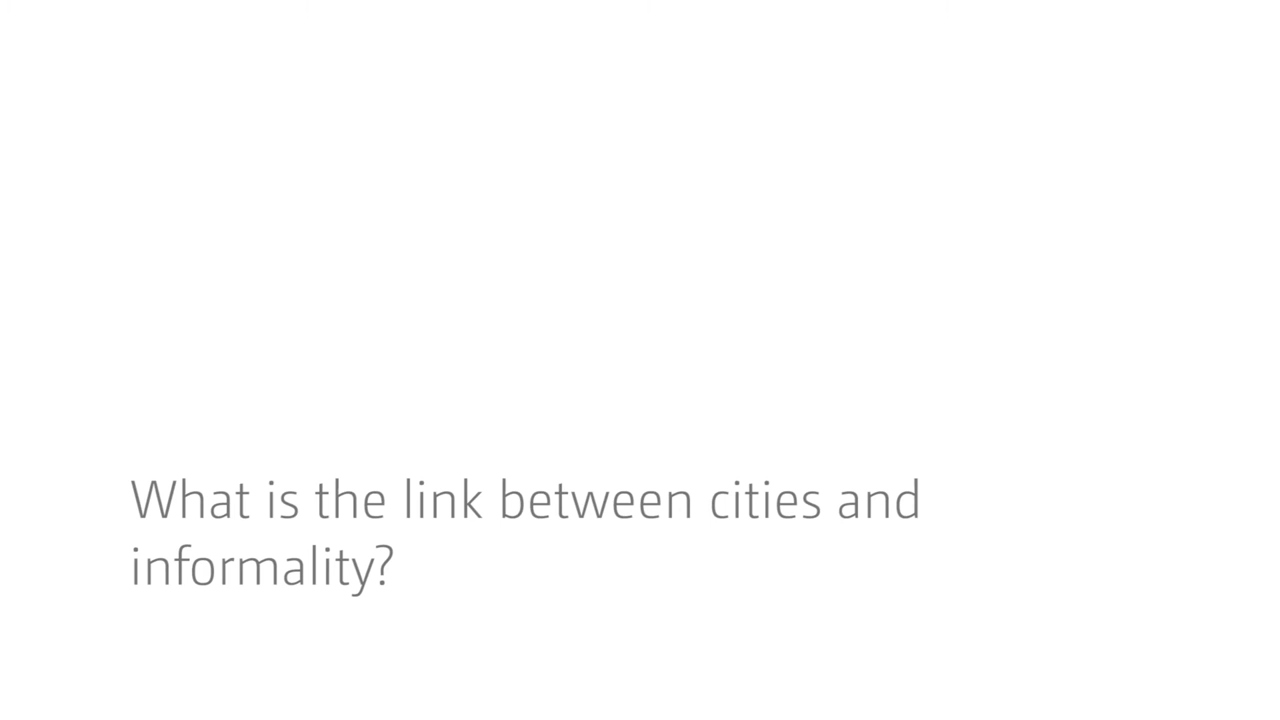 What is the link between cities and
informality?